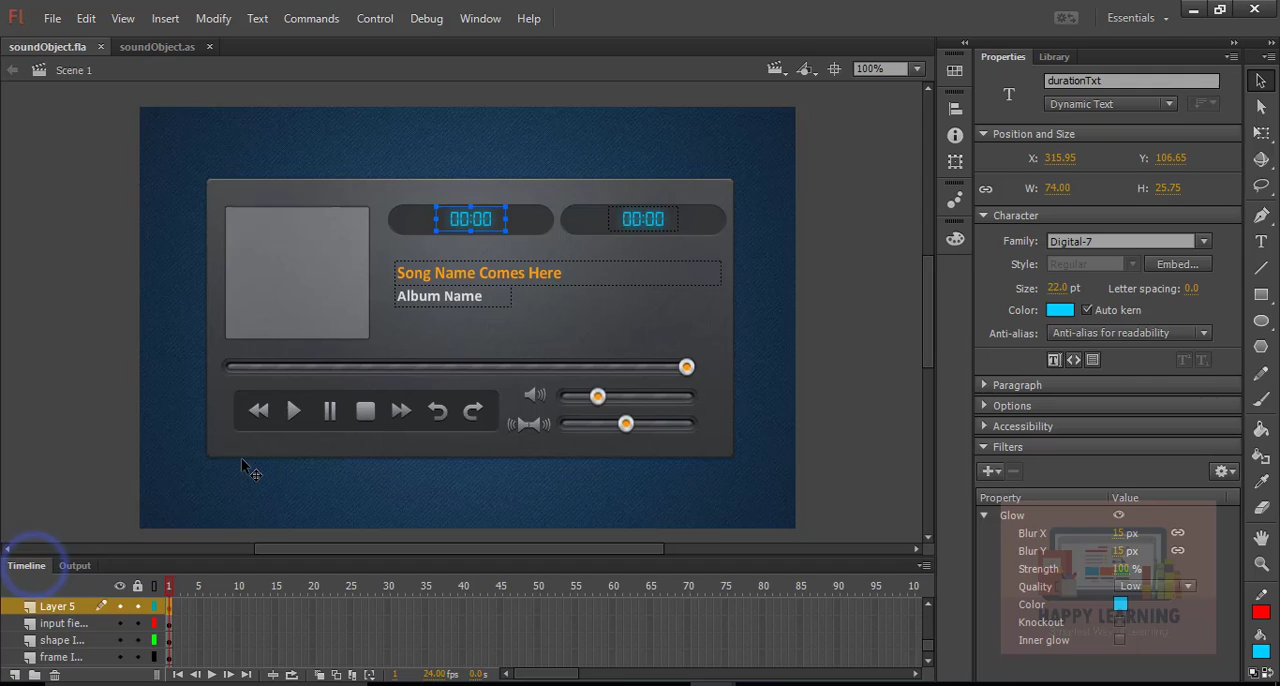 Fl File Edit View Insert Modify Text Commands Control Debug Window Help Essentials
soundObject.fla × soundObject.as ×
Scene 1 100%
Properties Library
durationTxt
T Dynamic Text
Position and Size
X: 315.95 Y: 106.65
W: 74.00 H: 25.75
Character
Family: Digital-7
Style: Regular Embed...
Size: 22.0 pt Letter spacing: 0.0
Color: Auto kern
Anti-alias: Anti-alias for readability
Paragraph
Options
Accessibility
Filters
Property Value
Glow
Blur X 15 px
Blur Y 15 px
Strength 100 %
Quality Low
Color
Knockout
Inner glow
HAPPY LEARNING
00:00 00:00
Song Name Comes Here
Album Name
Timeline Output
1 5 10 15 20 25 30 35 40 45 50 55 60 65 70 75 80 85 90 95 10
Layer 5
input fie...
shape I...
frame I...
1 24.00 fps 0.0 s